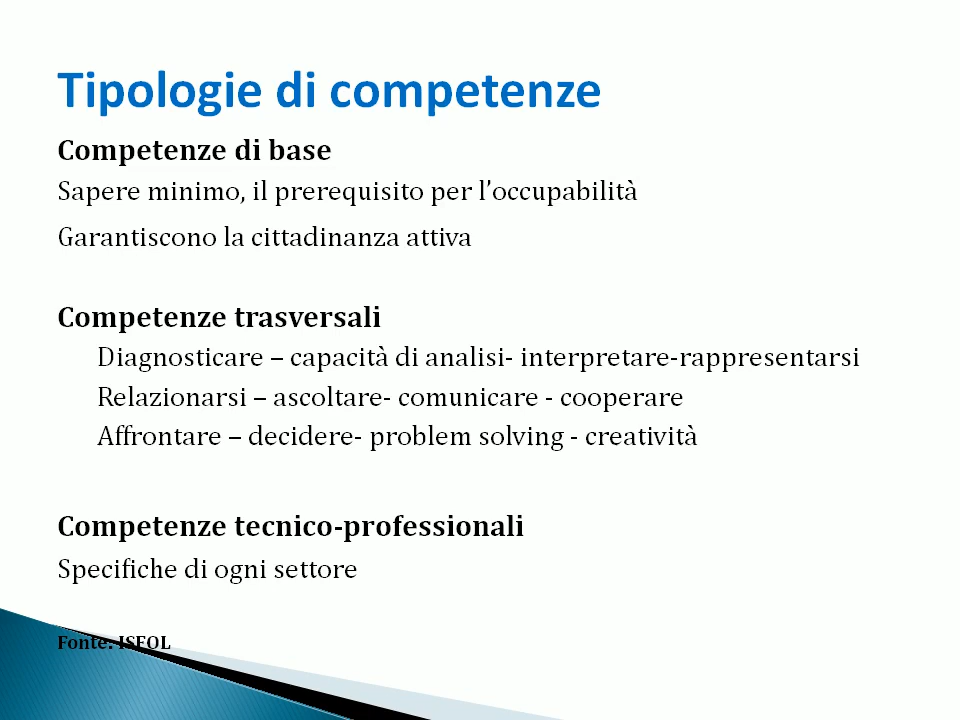 Tipologie di competenze
Competenze di base
Sapere minimo, il prerequisito per l’occupabilità
Garantiscono la cittadinanza attiva
Competenze trasversali
Diagnosticare – capacità di analisi- interpretare-rappresentarsi
Relazionarsi – ascoltare- comunicare - cooperare
Affrontare – decidere- problem solving - creatività
Competenze tecnico-professionali
Specifiche di ogni settore
Fonte: ISFOL